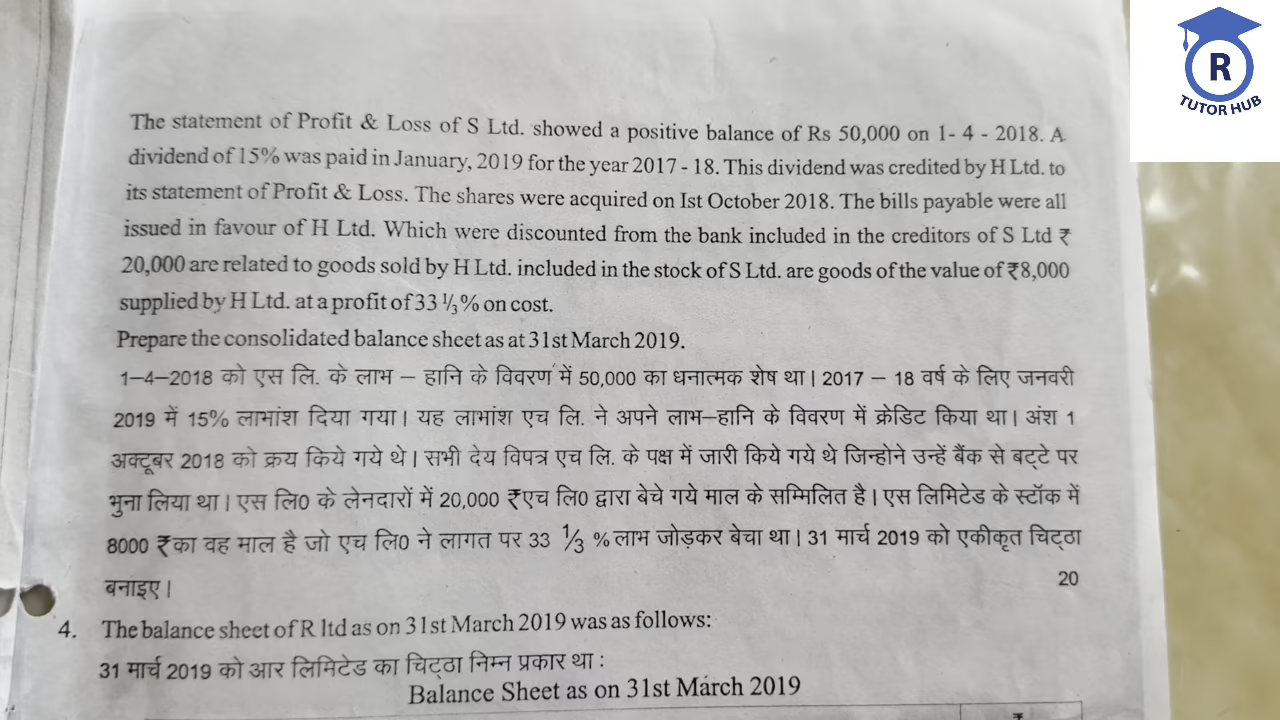 R
TUTOR HUB
The statement of Profit & Loss of S Ltd. showed a positive balance of Rs 50,000 on 1- 4 - 2018. A
dividend of 15% was paid in January, 2019 for the year 2017 - 18. This dividend was credited by H Ltd. to
its statement of Profit & Loss. The shares were acquired on Ist October 2018. The bills payable were all
issued in favour of H Ltd. Which were discounted from the bank included in the creditors of S Ltd ₹
20,000 are related to goods sold by H Ltd. included in the stock of S Ltd. are goods of the value of ₹8,000
supplied by H Ltd. at a profit of 33 ⅓% on cost.
Prepare the consolidated balance sheet as at 31st March 2019.
1–4–2018 को एस लि. के लाभ – हानि के विवरण में 50,000 का धनात्मक शेष था। 2017 – 18 वर्ष के लिए जनवरी
2019 में 15% लाभांश दिया गया। यह लाभांश एच लि. ने अपने लाभ–हानि के विवरण में क्रेडिट किया था। अंश 1
अक्टूबर 2018 को क्रय किये गये थे। सभी देय विपत्र एच लि. के पक्ष में जारी किये गये थे जिन्होने उन्हें बैंक से बट्टे पर
भुना लिया था। एस लि0 के लेनदारों में 20,000 ₹एच लि0 द्वारा बेचे गये माल के सम्मिलित है। एस लिमिटेड के स्टॉक में
8000 ₹का वह माल है जो एच लि0 ने लागत पर 33 ⅓ % लाभ जोड़कर बेचा था। 31 मार्च 2019 को एकीकृत चिट्ठा
बनाइए।
20
4. The balance sheet of R ltd as on 31st March 2019 was as follows:
31 मार्च 2019 को आर लिमिटेड का चिट्ठा निम्न प्रकार था :
Balance Sheet as on 31st March 2019
₹